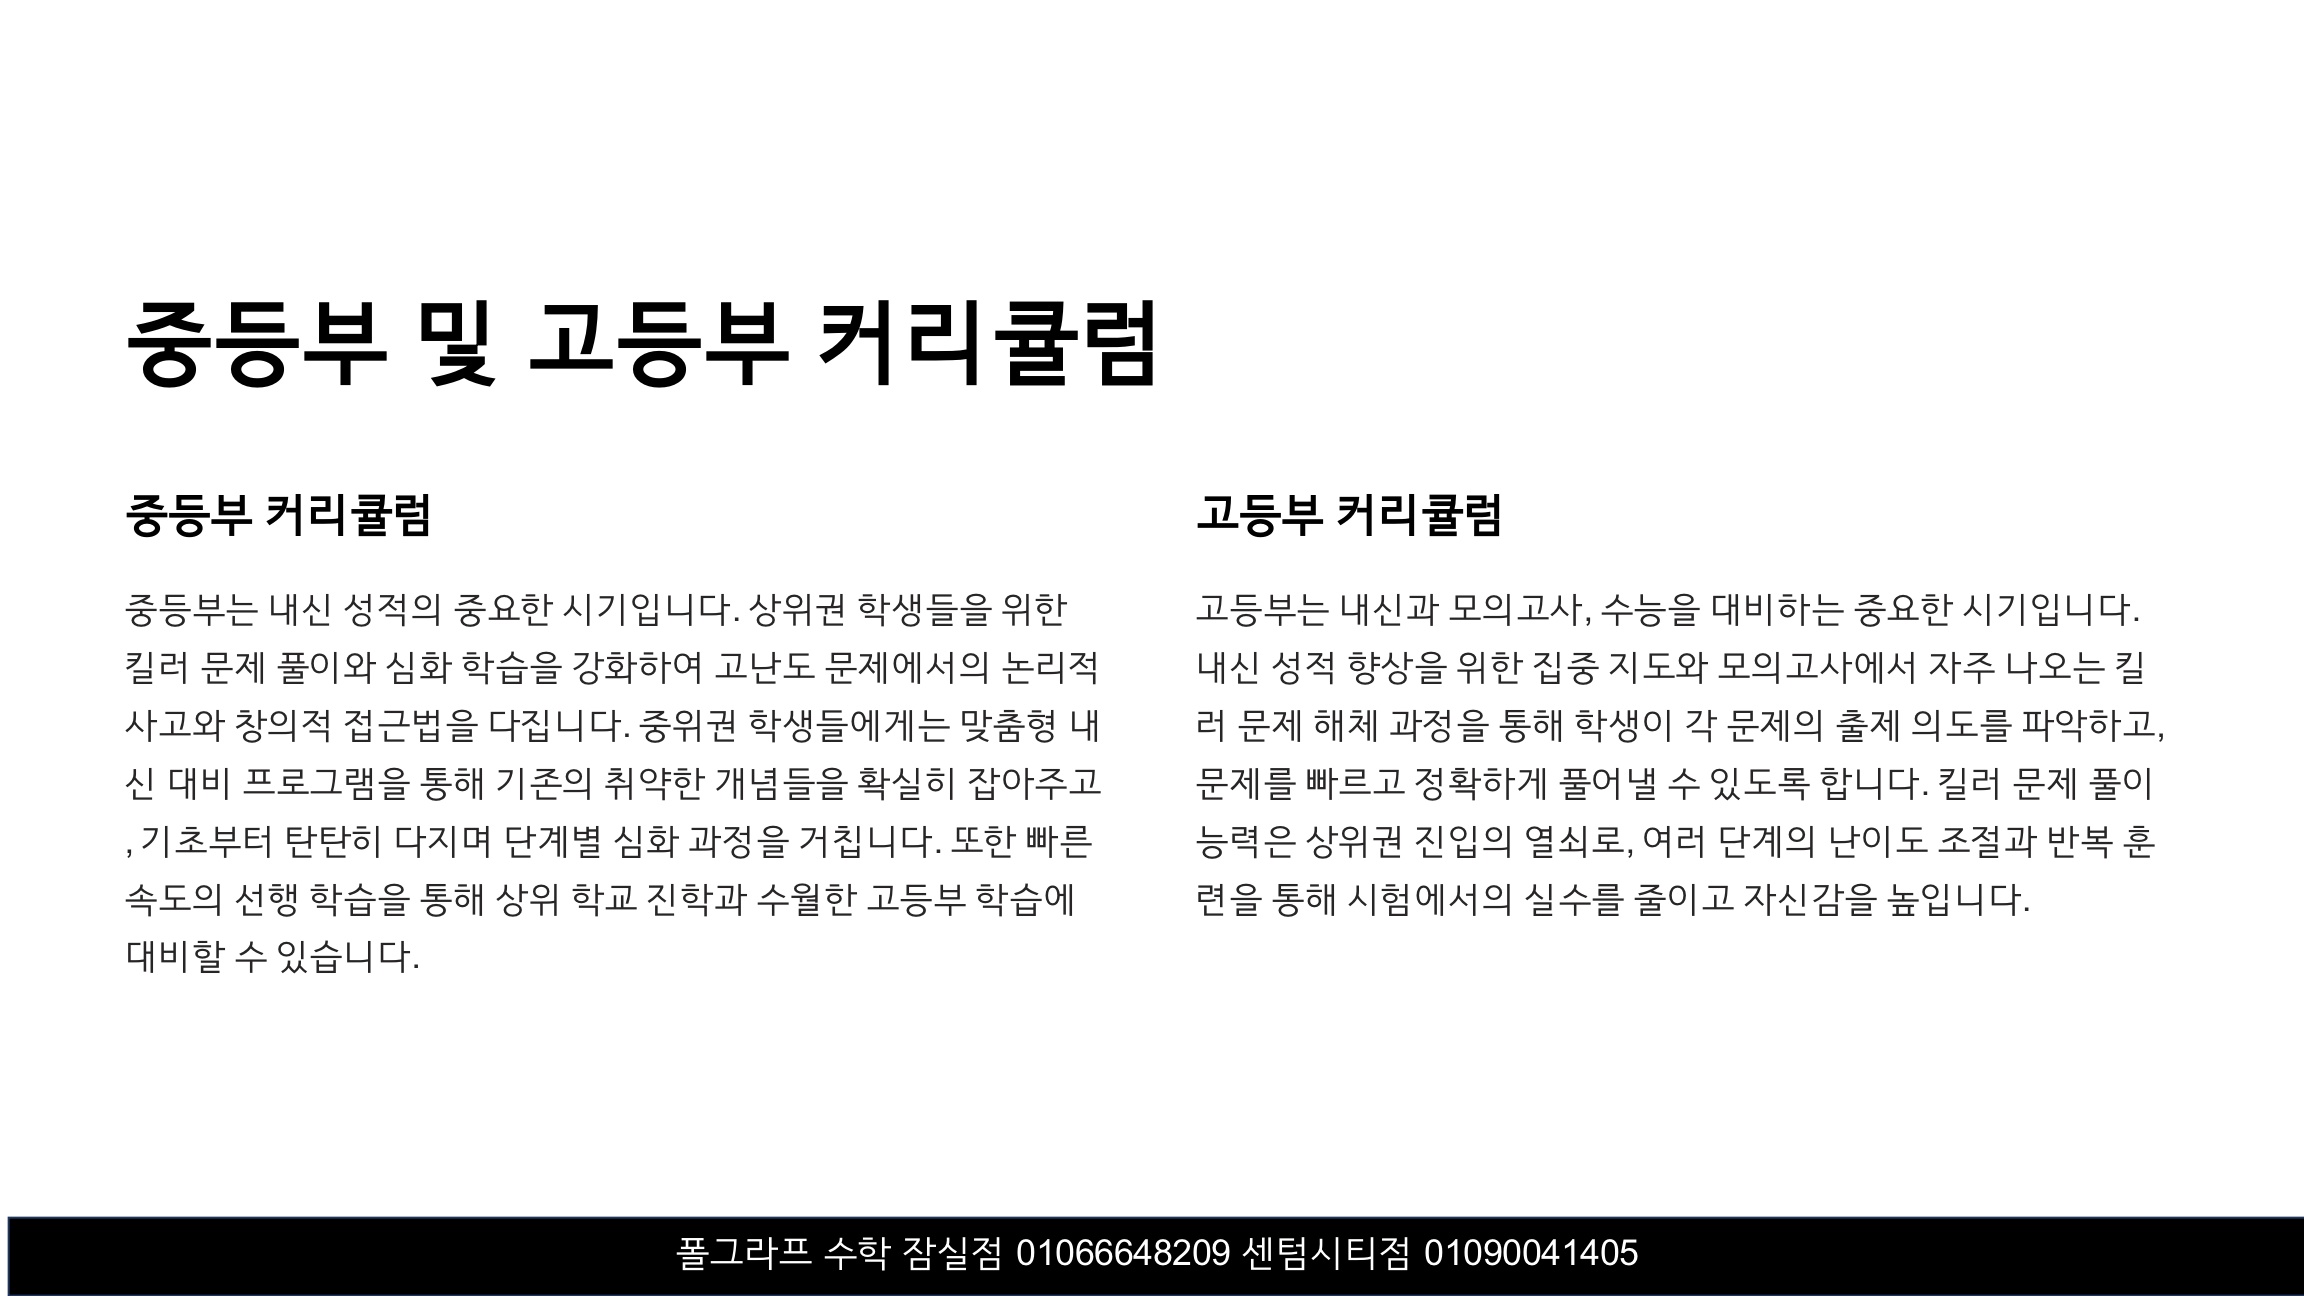 중등부 및 고등부 커리큘럼
중등부 커리큘럼
중등부는 내신 성적의 중요한 시기입니다. 상위권 학생들을 위한
킬러 문제 풀이와 심화 학습을 강화하여 고난도 문제에서의 논리적
사고와 창의적 접근법을 다집니다. 중위권 학생들에게는 맞춤형 내
신 대비 프로그램을 통해 기존의 취약한 개념들을 확실히 잡아주고
, 기초부터 탄탄히 다지며 단계별 심화 과정을 거칩니다. 또한 빠른
속도의 선행 학습을 통해 상위 학교 진학과 수월한 고등부 학습에
대비할 수 있습니다.
고등부 커리큘럼
고등부는 내신과 모의고사, 수능을 대비하는 중요한 시기입니다.
내신 성적 향상을 위한 집중 지도와 모의고사에서 자주 나오는 킬
러 문제 해체 과정을 통해 학생이 각 문제의 출제 의도를 파악하고,
문제를 빠르고 정확하게 풀어낼 수 있도록 합니다. 킬러 문제 풀이
능력은 상위권 진입의 열쇠로, 여러 단계의 난이도 조절과 반복 훈
련을 통해 시험에서의 실수를 줄이고 자신감을 높입니다.
폴그라프 수학 잠실점 01066648209 센텀시티점 01090041405